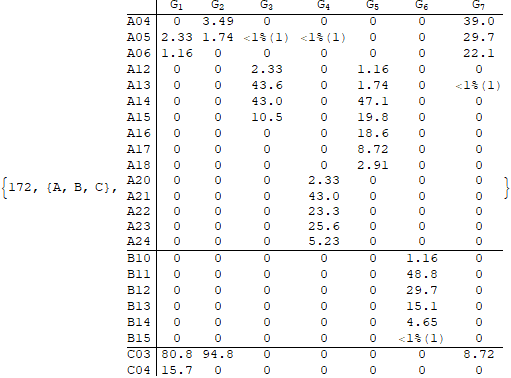 G₁ G₂ G₃ G₄ G₅ G₆ G₇
A04 0 3.49 0 0 0 0 39.0
A05 2.33 1.74 <1%(1) <1%(1) 0 0 29.7
A06 1.16 0 0 0 0 0 22.1
A12 0 0 2.33 0 1.16 0 0
A13 0 0 43.6 0 1.74 0 <1%(1)
A14 0 0 43.0 0 47.1 0 0
A15 0 0 10.5 0 19.8 0 0
A16 0 0 0 0 18.6 0 0
A17 0 0 0 0 8.72 0 0
A18 0 0 0 0 2.91 0 0
{172, {A, B, C}, A20 0 0 0 2.33 0 0 0 }
A21 0 0 0 43.0 0 0 0
A22 0 0 0 23.3 0 0 0
A23 0 0 0 25.6 0 0 0
A24 0 0 0 5.23 0 0 0
B10 0 0 0 0 0 1.16 0
B11 0 0 0 0 0 48.8 0
B12 0 0 0 0 0 29.7 0
B13 0 0 0 0 0 15.1 0
B14 0 0 0 0 0 4.65 0
B15 0 0 0 0 0 <1%(1) 0
C03 80.8 94.8 0 0 0 0 8.72
C04 15.7 0 0 0 0 0 0